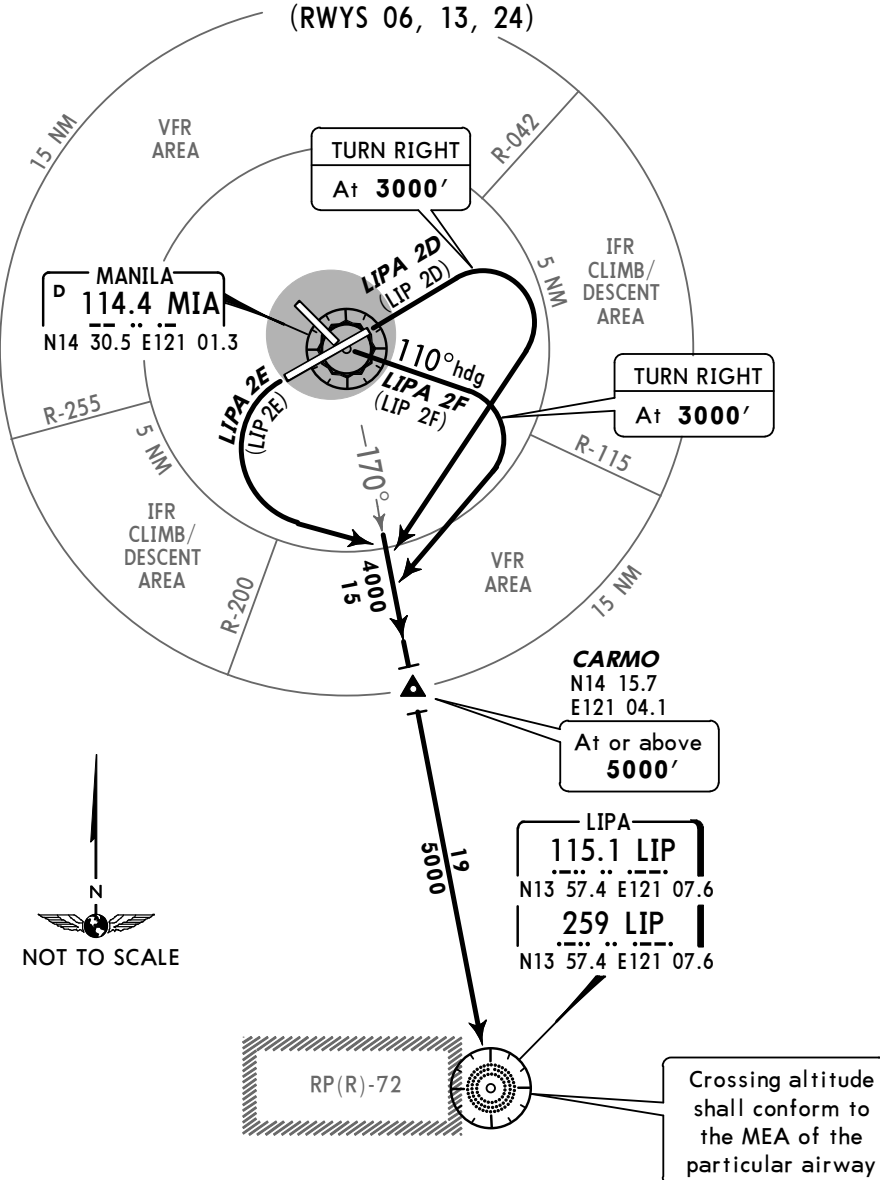 (RWYS 06, 13, 24)
15 NM
VFR
AREA
TURN RIGHT
At 3000'
R-042
IFR
CLIMB/
DESCENT
AREA
5 NM
MANILA
D 114.4 MIA
N14 30.5 E121 01.3
LIPA 2D
(LIP 2D)
110° hdg
LIPA 2F
(LIP 2F)
LIPA 2E
(LIP 2E)
TURN RIGHT
At 3000'
R-255
5 NM
170°
R-115
IFR
CLIMB/
DESCENT
AREA
R-200
4000
15
VFR
AREA
15 NM
CARMO
N14 15.7
E121 04.1
At or above
5000'
19
5000
LIPA
115.1 LIP
N13 57.4 E121 07.6
259 LIP
N13 57.4 E121 07.6
N
NOT TO SCALE
RP(R)-72
Crossing altitude
shall conform to
the MEA of the
particular airway